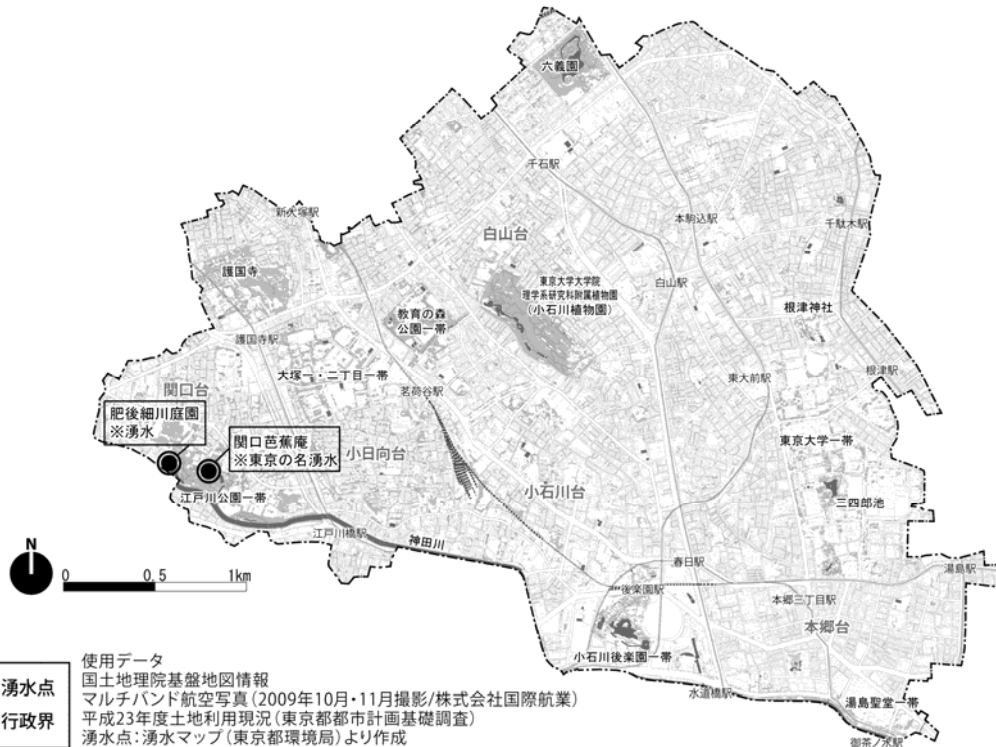 六義園
千石駅
新大塚駅
本駒込駅
千駄木駅
白山台
護国寺
東京大学大学院
理学系研究科附属植物園
(小石川植物園)
白山駅
教育の森
公園一帯
根津神社
護国寺駅
大塚一・二丁目一帯
茗荷谷駅
東大前駅
根津駅
関口台
肥後細川庭園
※湧水
関口芭蕉庵
※東京の名湧水
小日向台
東京大学一帯
小石川台
江戸川公園一帯
三四郎池
江戸川橋駅
神田川
N
0 0.5 1km
春日駅
湯島駅
後楽園駅
本郷三丁目駅
本郷台
小石川後楽園一帯
水道橋駅
湯島聖堂一帯
御茶ノ水駅
湧水点
行政界
使用データ
国土地理院基盤地図情報
マルチバンド航空写真(2009年10月・11月撮影/株式会社国際航業)
平成23年度土地利用現況(東京都都市計画基礎調査)
湧水点:湧水マップ(東京都環境局)より作成